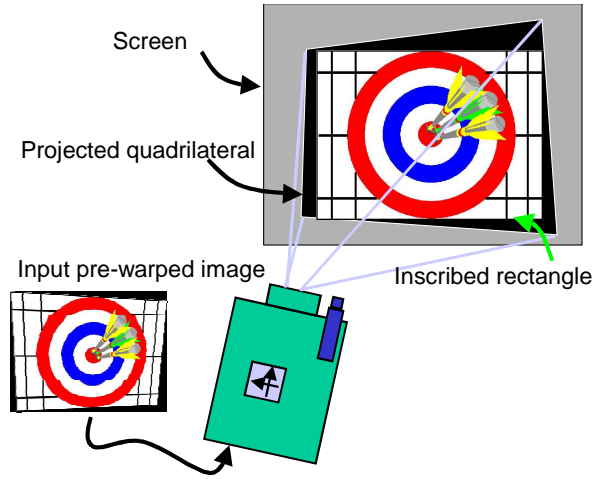 Screen
Projected quadrilateral
Input pre-warped image
Inscribed rectangle